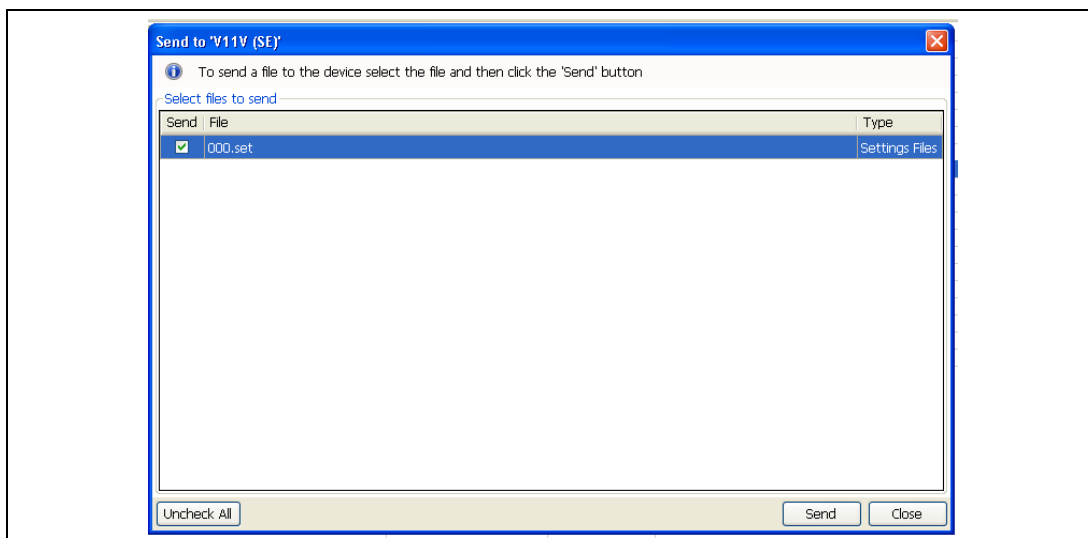 Send to 'V11V (SE)'
To send a file to the device select the file and then click the 'Send' button
Select files to send
Send File Type
000.set Settings Files
Uncheck All Send Close